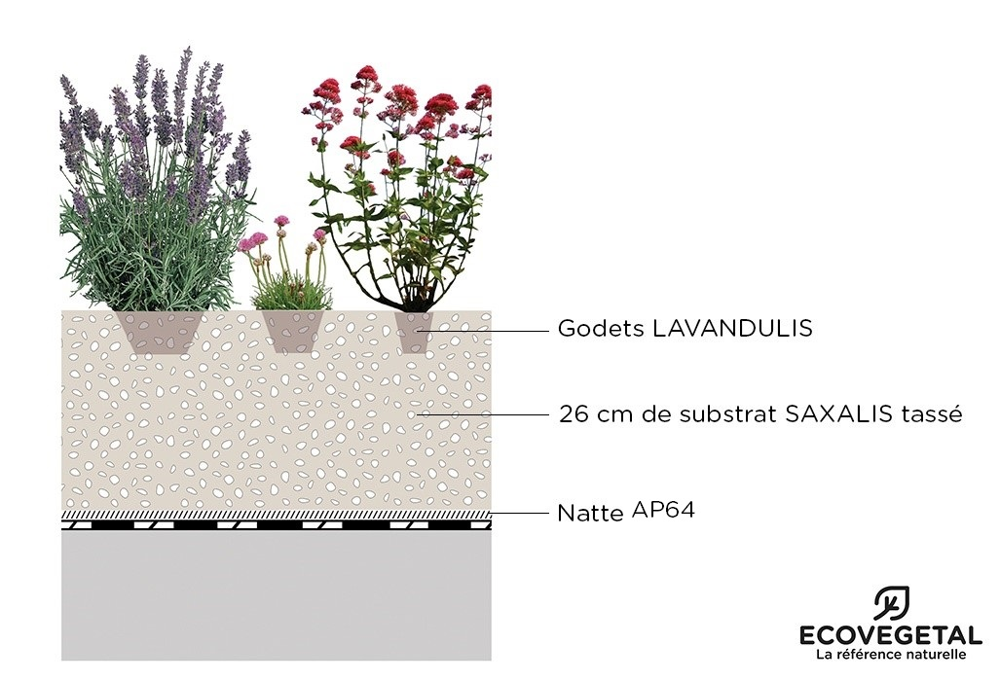 Godets LAVANDULIS
26 cm de substrat SAXALIS tassé
Natte AP64
ECOVEGETAL
La référence naturelle